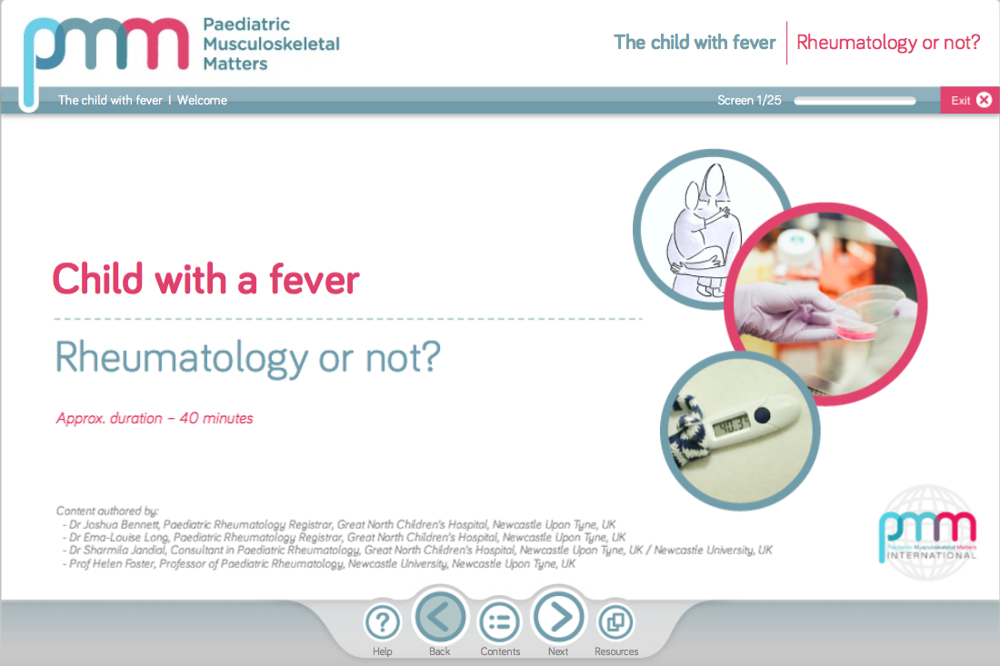 pmm
Paediatric
Musculoskeletal
Matters
The child with fever
Rheumatology or not?
The child with fever | Welcome
Screen 1/25
Exit
Child with a fever
Rheumatology or not?
Approx. duration – 40 minutes
40.3
Content authored by:
- Dr Joshua Bennett, Paediatric Rheumatology Registrar, Great North Children's Hospital, Newcastle Upon Tyne, UK
- Dr Ema-Louise Long, Paediatric Rheumatology Registrar, Great North Children's Hospital, Newcastle Upon Tyne, UK
- Dr Sharmila Jandial, Consultant in Paediatric Rheumatology, Great North Children's Hospital, Newcastle Upon Tyne, UK / Newcastle University, UK
- Prof Helen Foster, Professor of Paediatric Rheumatology, Newcastle University, Newcastle Upon Tyne, UK
pmm
Paediatric Musculoskeletal Matters
INTERNATIONAL
Help
Back
Contents
Next
Resources